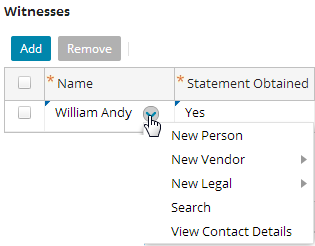 Witnesses
Add Remove
* Name * Statement Obtained
William Andy Yes
New Person
New Vendor
New Legal
Search
View Contact Details